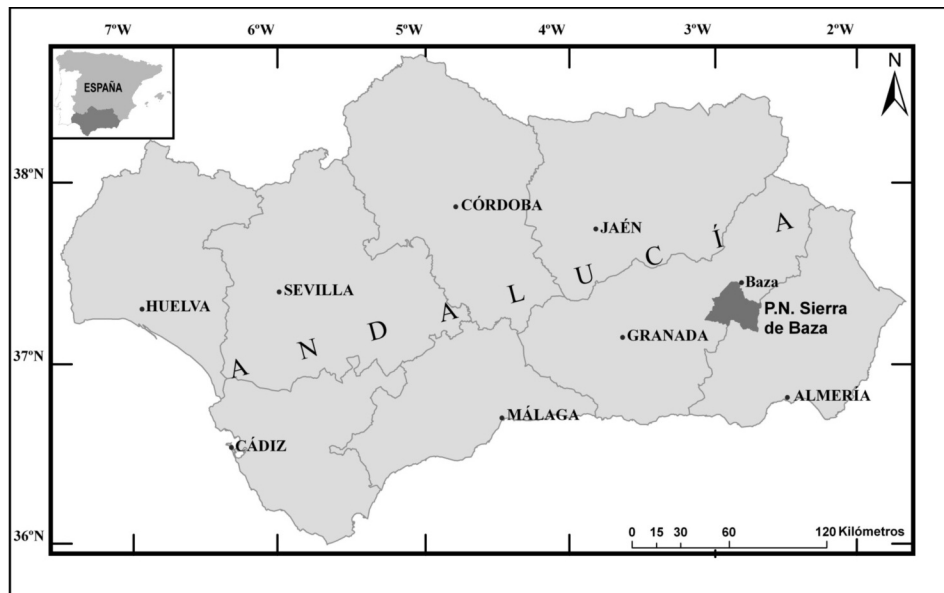 7ºW 6ºW 5ºW 4ºW 3ºW 2ºW
ESPAÑA
N
38ºN
CÓRDOBA
JAÉN
ANDALUCÍA
Baza
SEVILLA
HUELVA
P.N. Sierra
de Baza
GRANADA
37ºN
ALMERÍA
MÁLAGA
CÁDIZ
36ºN
0 15 30 60 120 Kilómetros